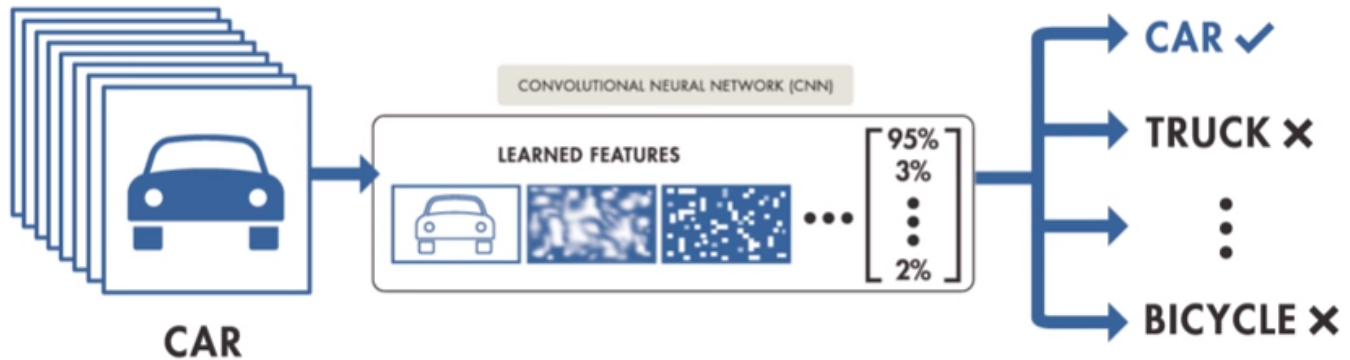 CAR
CONVOLUTIONAL NEURAL NETWORK (CNN)
LEARNED FEATURES
95%
3%
2%
CAR ✓
TRUCK ✕
BICYCLE ✕